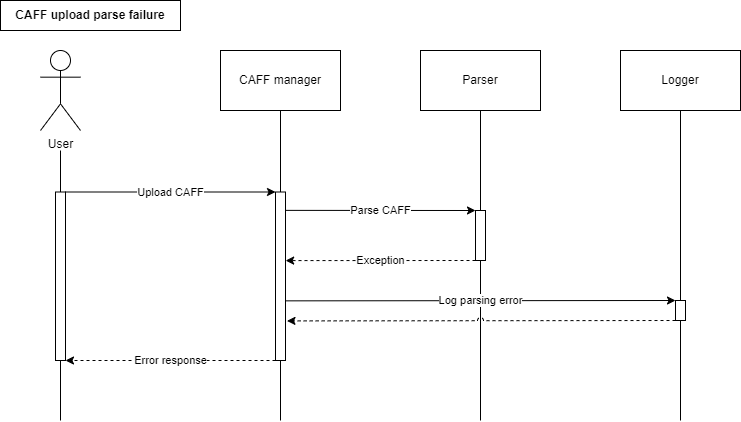 CAFF upload parse failure
CAFF manager
Parser
Logger
User
Upload CAFF
Parse CAFF
Exception
Log parsing error
Error response